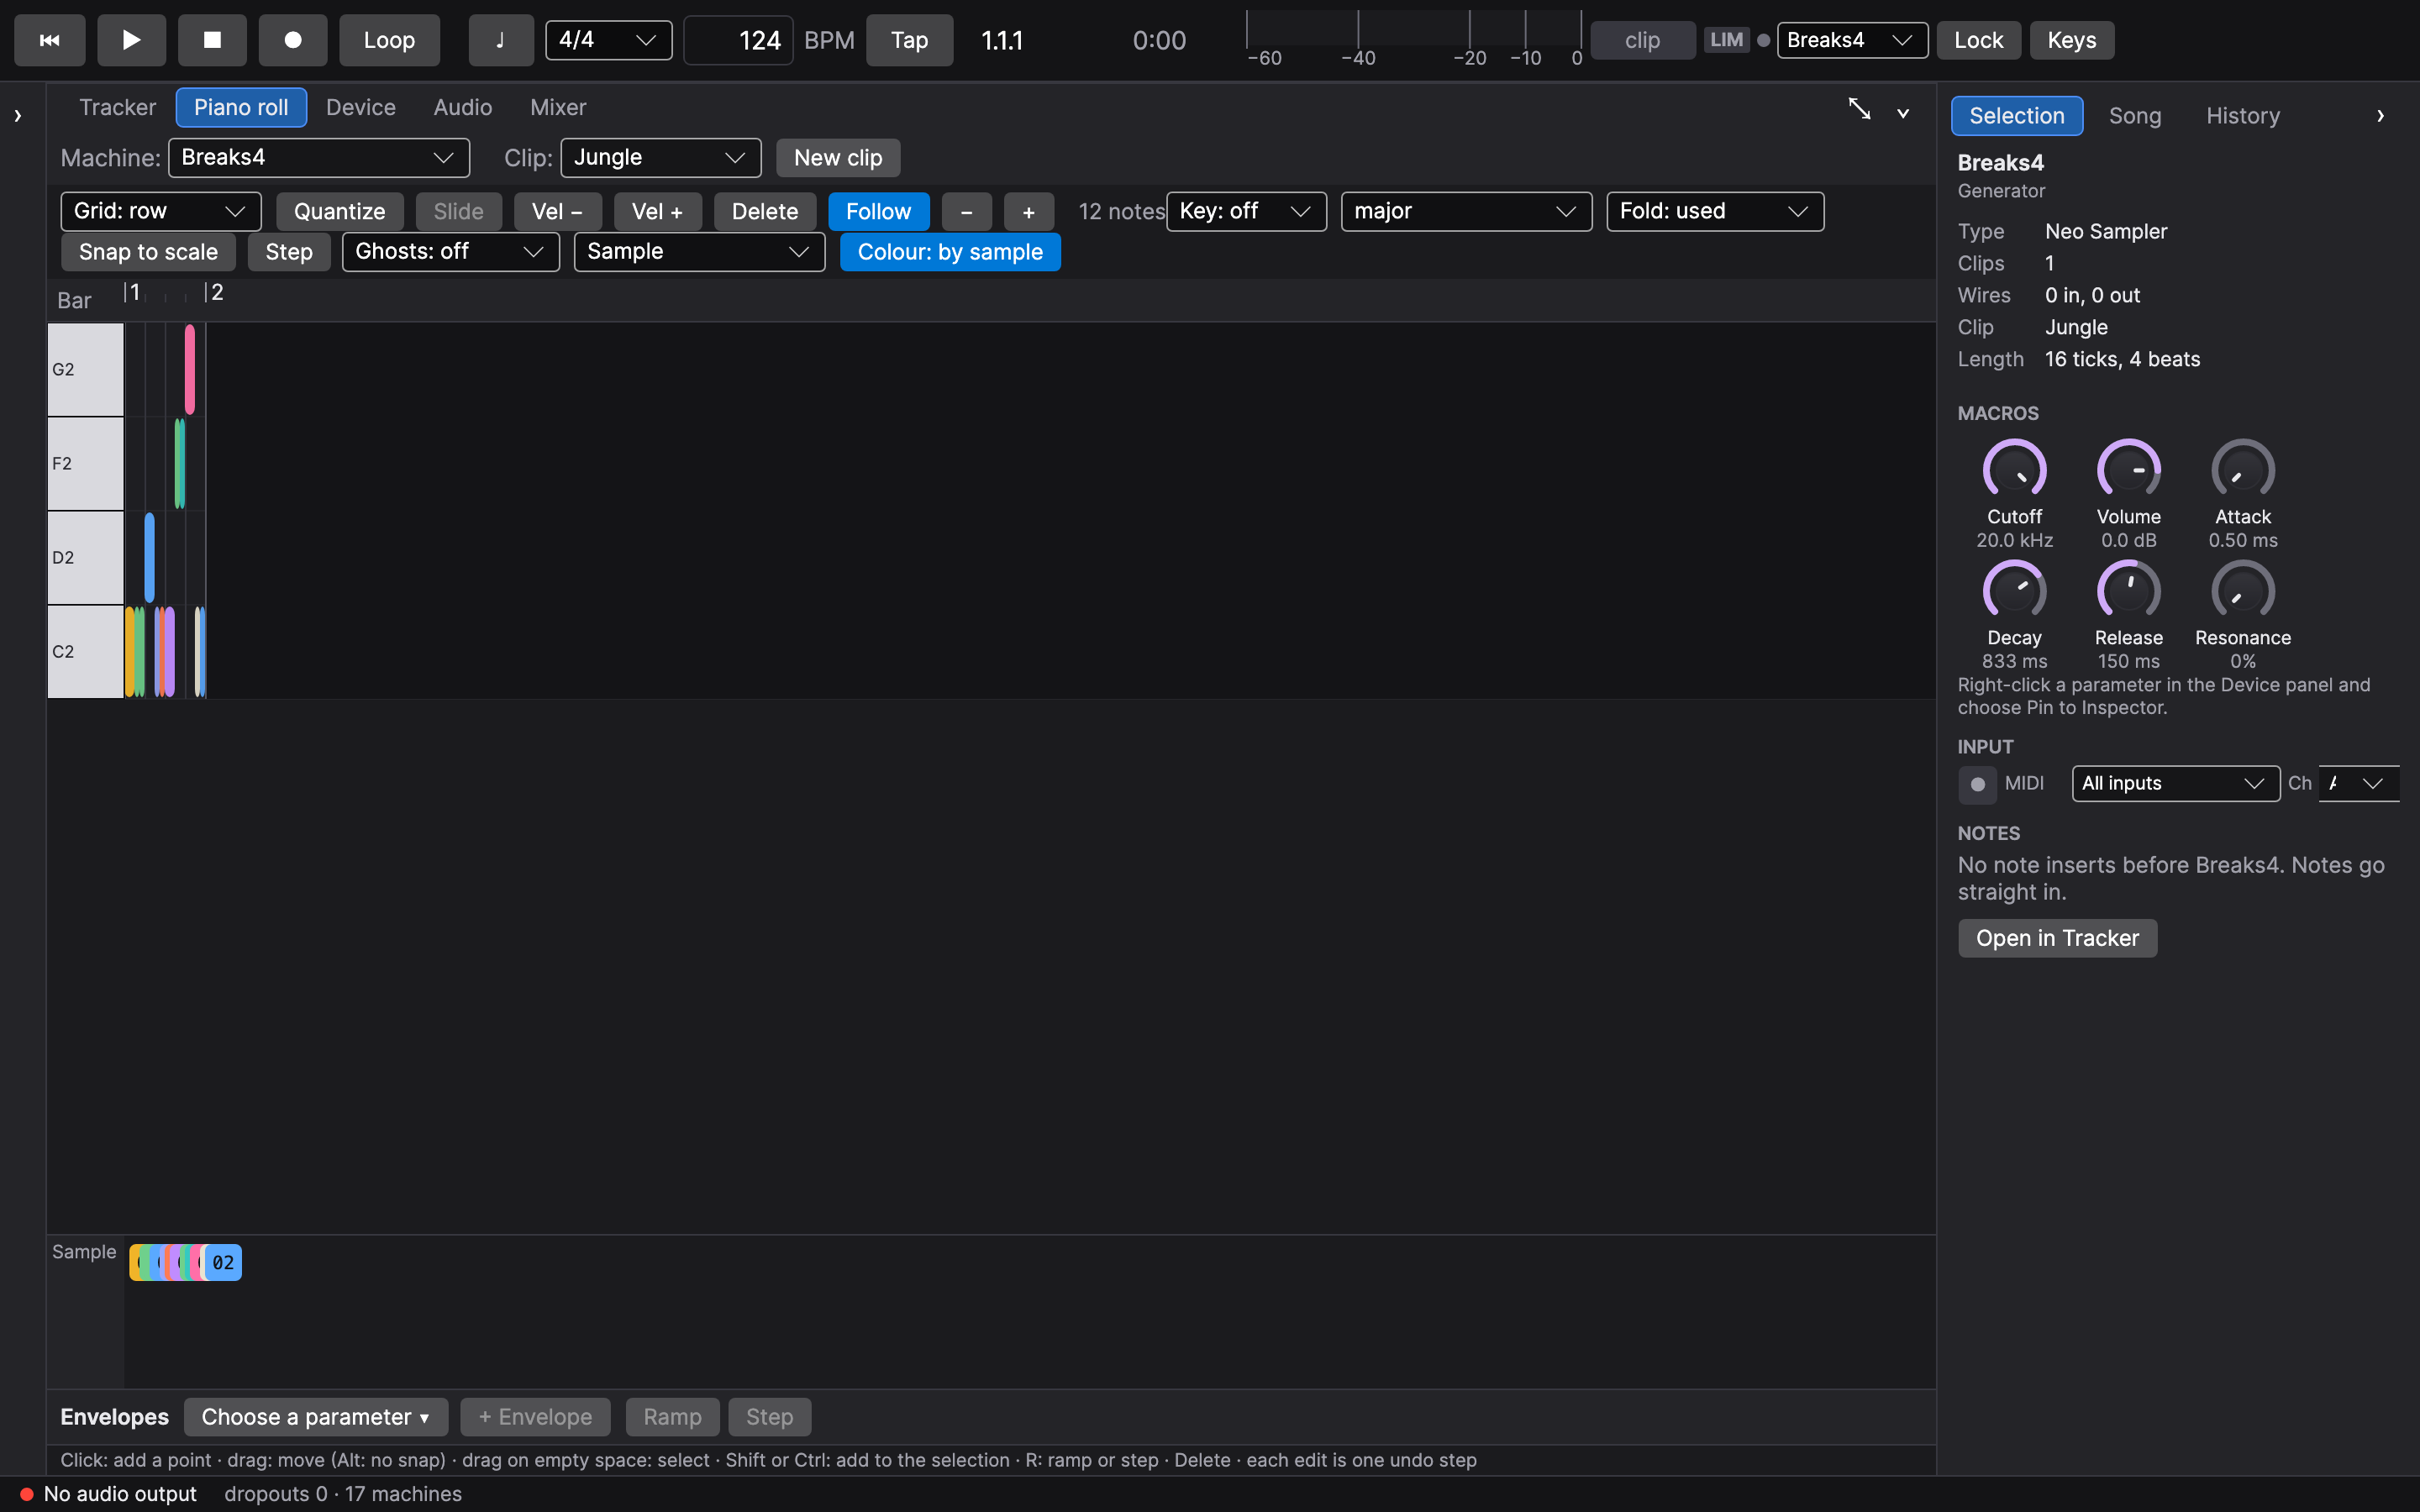 Loop
4/4
124 BPM
Tap
1.1.1
0:00
−60 −40 −20 −10 0
clip
LIM
Breaks4
Lock
Keys
Tracker
Piano roll
Device
Audio
Mixer
Machine: Breaks4
Clip: Jungle
New clip
Grid: row
Quantize
Slide
Vel −
Vel +
Delete
Follow
−
+
12 notes
Key: off
major
Fold: used
Snap to scale
Step
Ghosts: off
Sample
Colour: by sample
Bar
1
2
G2
F2
D2
C2
Sample
02
Envelopes
Choose a parameter ▾
+ Envelope
Ramp
Step
Click: add a point · drag: move (Alt: no snap) · drag on empty space: select · Shift or Ctrl: add to the selection · R: ramp or step · Delete · each edit is one undo step
Selection
Song
History
Breaks4
Generator
Type Neo Sampler
Clips 1
Wires 0 in, 0 out
Clip Jungle
Length 16 ticks, 4 beats
MACROS
Cutoff Volume Attack
20.0 kHz 0.0 dB 0.50 ms
Decay Release Resonance
833 ms 150 ms 0%
Right-click a parameter in the Device panel and
choose Pin to Inspector.
INPUT
MIDI
All inputs
Ch
NOTES
No note inserts before Breaks4. Notes go
straight in.
Open in Tracker
No audio output
dropouts 0 · 17 machines